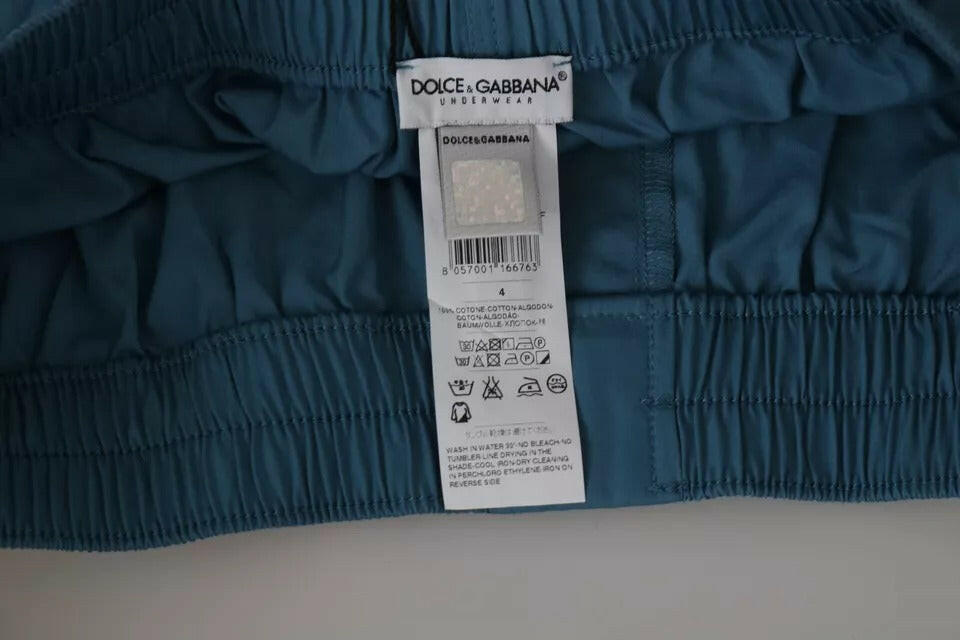 DOLCE & GABBANA®
UNDERWEAR
DOLCE&GABBANA
8 057001 166763
4
100% COTONE-COTTON-ALGODON-
COTON-ALGODÃO-
BAUMWOLLE-ХЛОПОК-棉
WASH IN WATER 30°-NO BLEACH-NO
TUMBLER-LINE DRYING IN THE
SHADE-COOL IRON-DRY CLEANING
IN PERCHLORO ETHYLENE-IRON ON
REVERSE SIDE